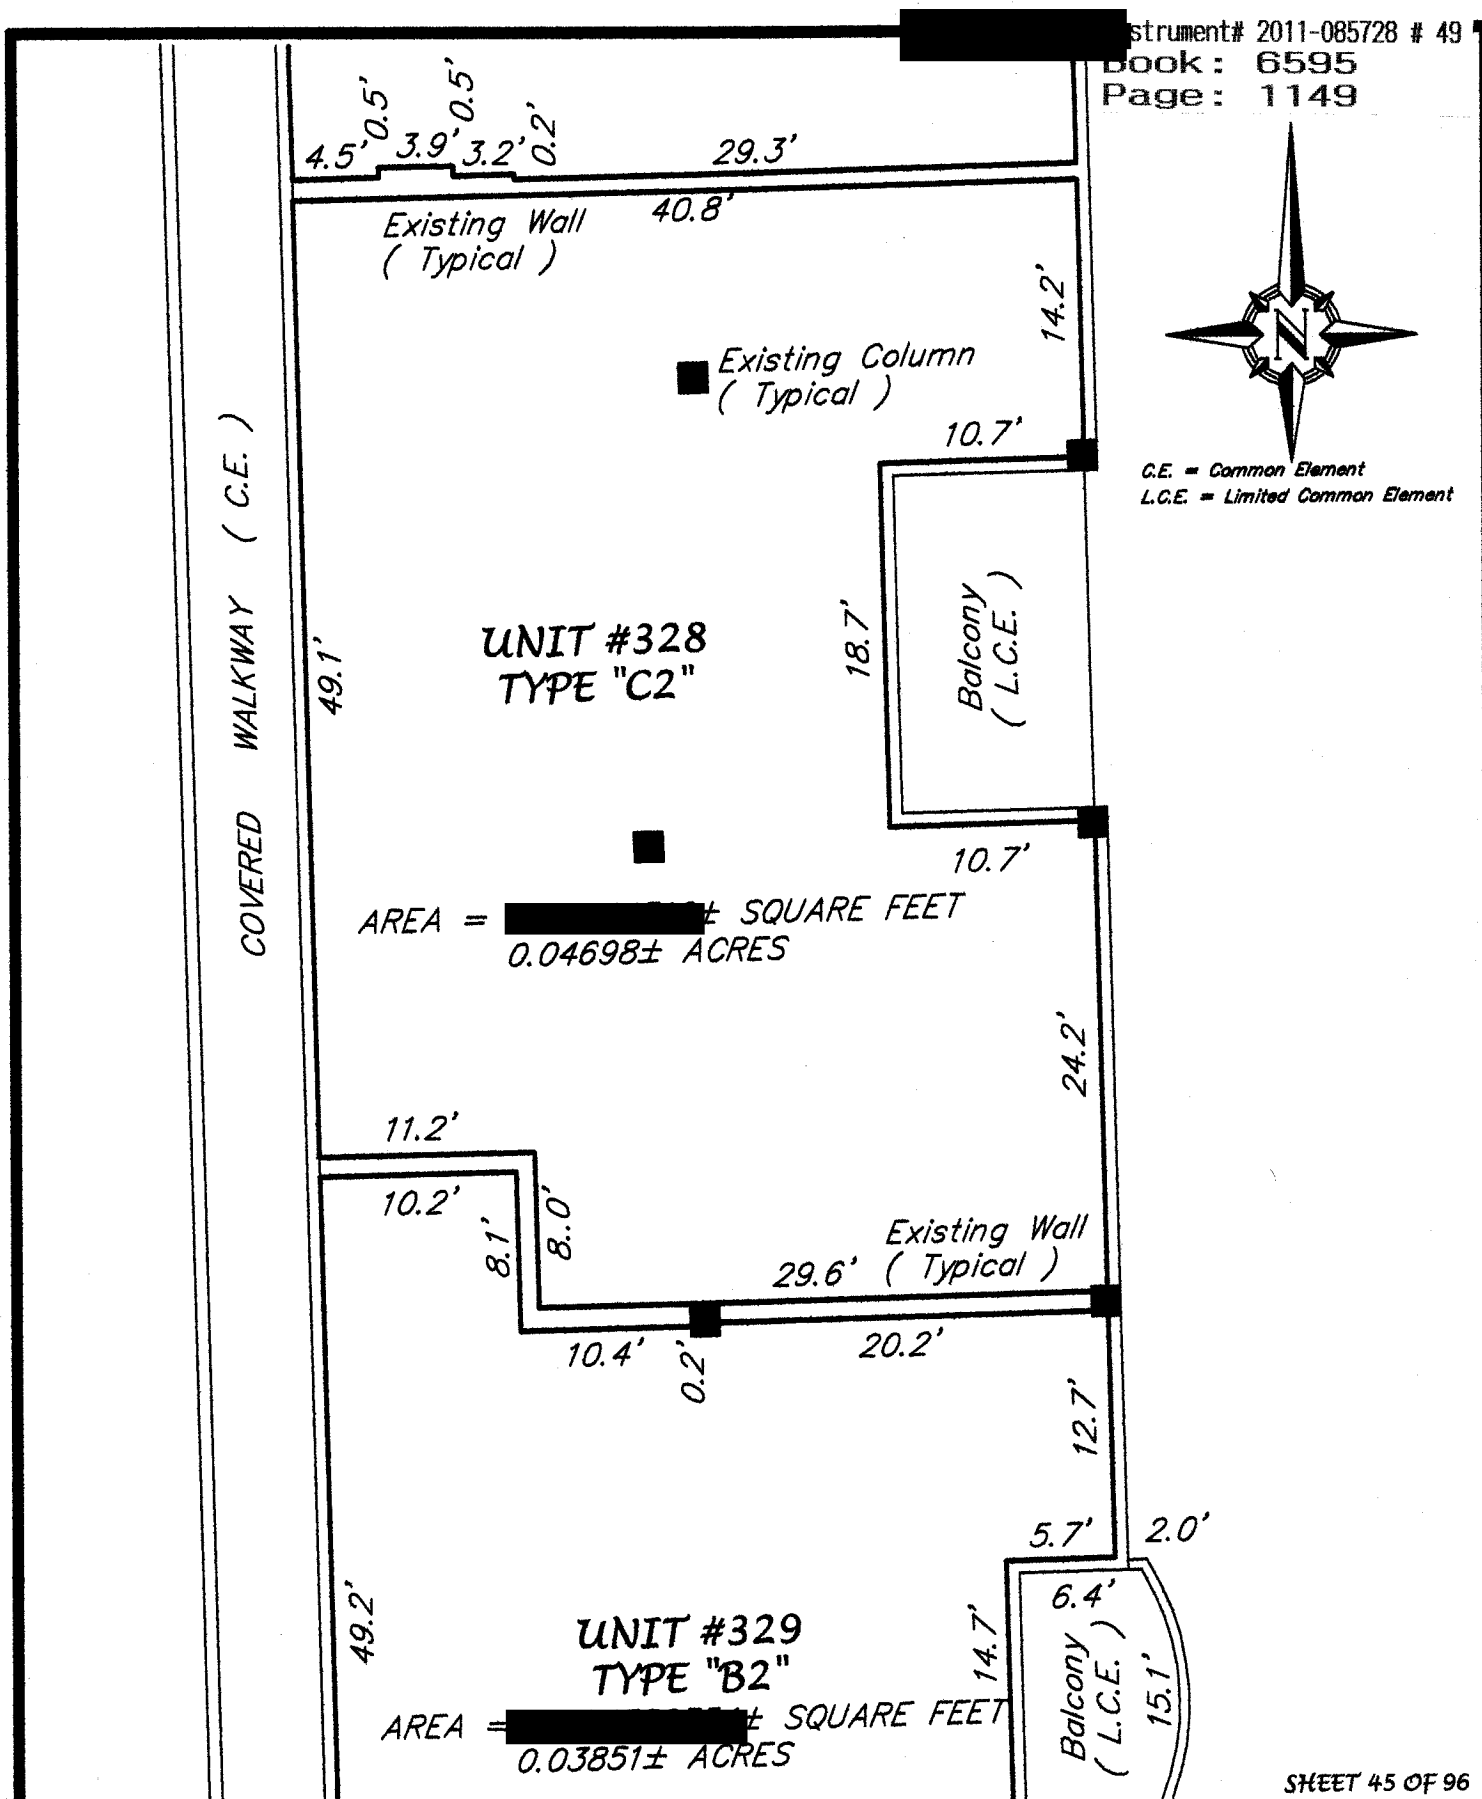 strument# 2011-085728 # 49
Book: 6595
Page: 1149
4.5'
0.5'
3.9'
0.5'
3.2'
0.2'
29.3'
40.8'
Existing Wall
( Typical )
14.2'
N
Existing Column
( Typical )
10.7'
C.E. = Common Element
L.C.E. = Limited Common Element
COVERED WALKWAY ( C.E. )
49.1'
UNIT #328
TYPE "C2"
18.7'
Balcony
( L.C.E. )
10.7'
AREA = ± SQUARE FEET
0.04698± ACRES
24.2'
11.2'
10.2'
8.1'
8.0'
Existing Wall
( Typical )
29.6'
10.4'
0.2'
20.2'
12.7'
5.7'
2.0'
6.4'
49.2'
UNIT #329
TYPE "B2"
14.7'
Balcony
( L.C.E. )
15.1'
AREA = ± SQUARE FEET
0.03851± ACRES
SHEET 45 OF 96